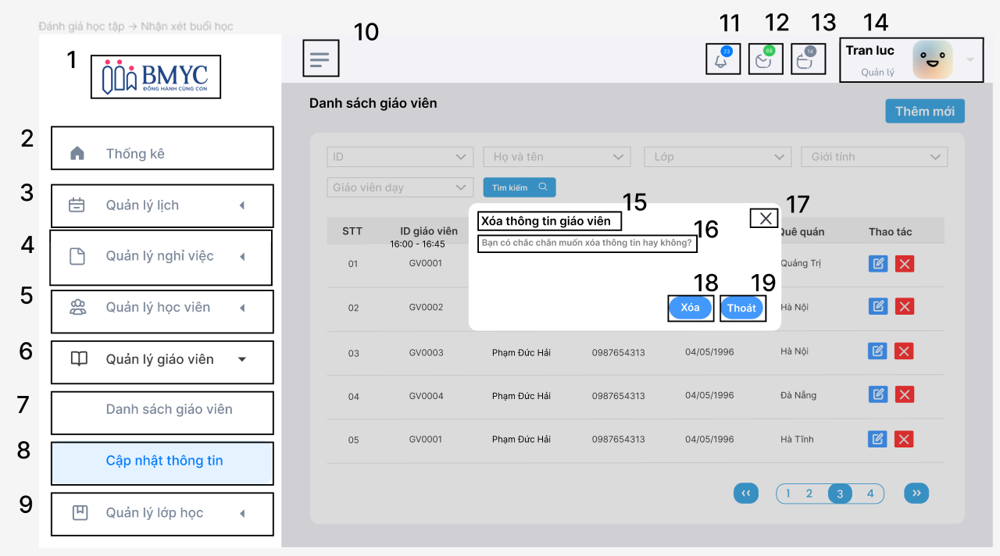 Đánh giá học tập → Nhận xét buổi học
1
BMYC
ĐỒNG HÀNH CÙNG CON
2
Thống kê
3
Quản lý lịch
4
Quản lý nghỉ việc
5
Quản lý học viên
6
Quản lý giáo viên
7
Danh sách giáo viên
8
Cập nhật thông tin
9
Quản lý lớp học
10
11
23
12
68
13
14
14
Tran luc
Quản lý
Danh sách giáo viên
Thêm mới
ID
Họ và tên
Lớp
Giới tính
Giáo viên dạy
Tìm kiếm
STT ID giáo viên Quê quán Thao tác
16:00 - 16:45
01 GV0001 Quảng Trị
02 GV0002 Hà Nội
03 GV0003 Phạm Đức Hải 0987654313 04/05/1996 Hà Nội
04 GV0004 Phạm Đức Hải 0987654313 04/05/1996 Đà Nẵng
05 GV0001 Phạm Đức Hải 0987654313 04/05/1996 Hà Tĩnh
15
Xóa thông tin giáo viên
16
Bạn có chắc chắn muốn xóa thông tin hay không?
17
18
Xóa
19
Thoát
1 2 3 4